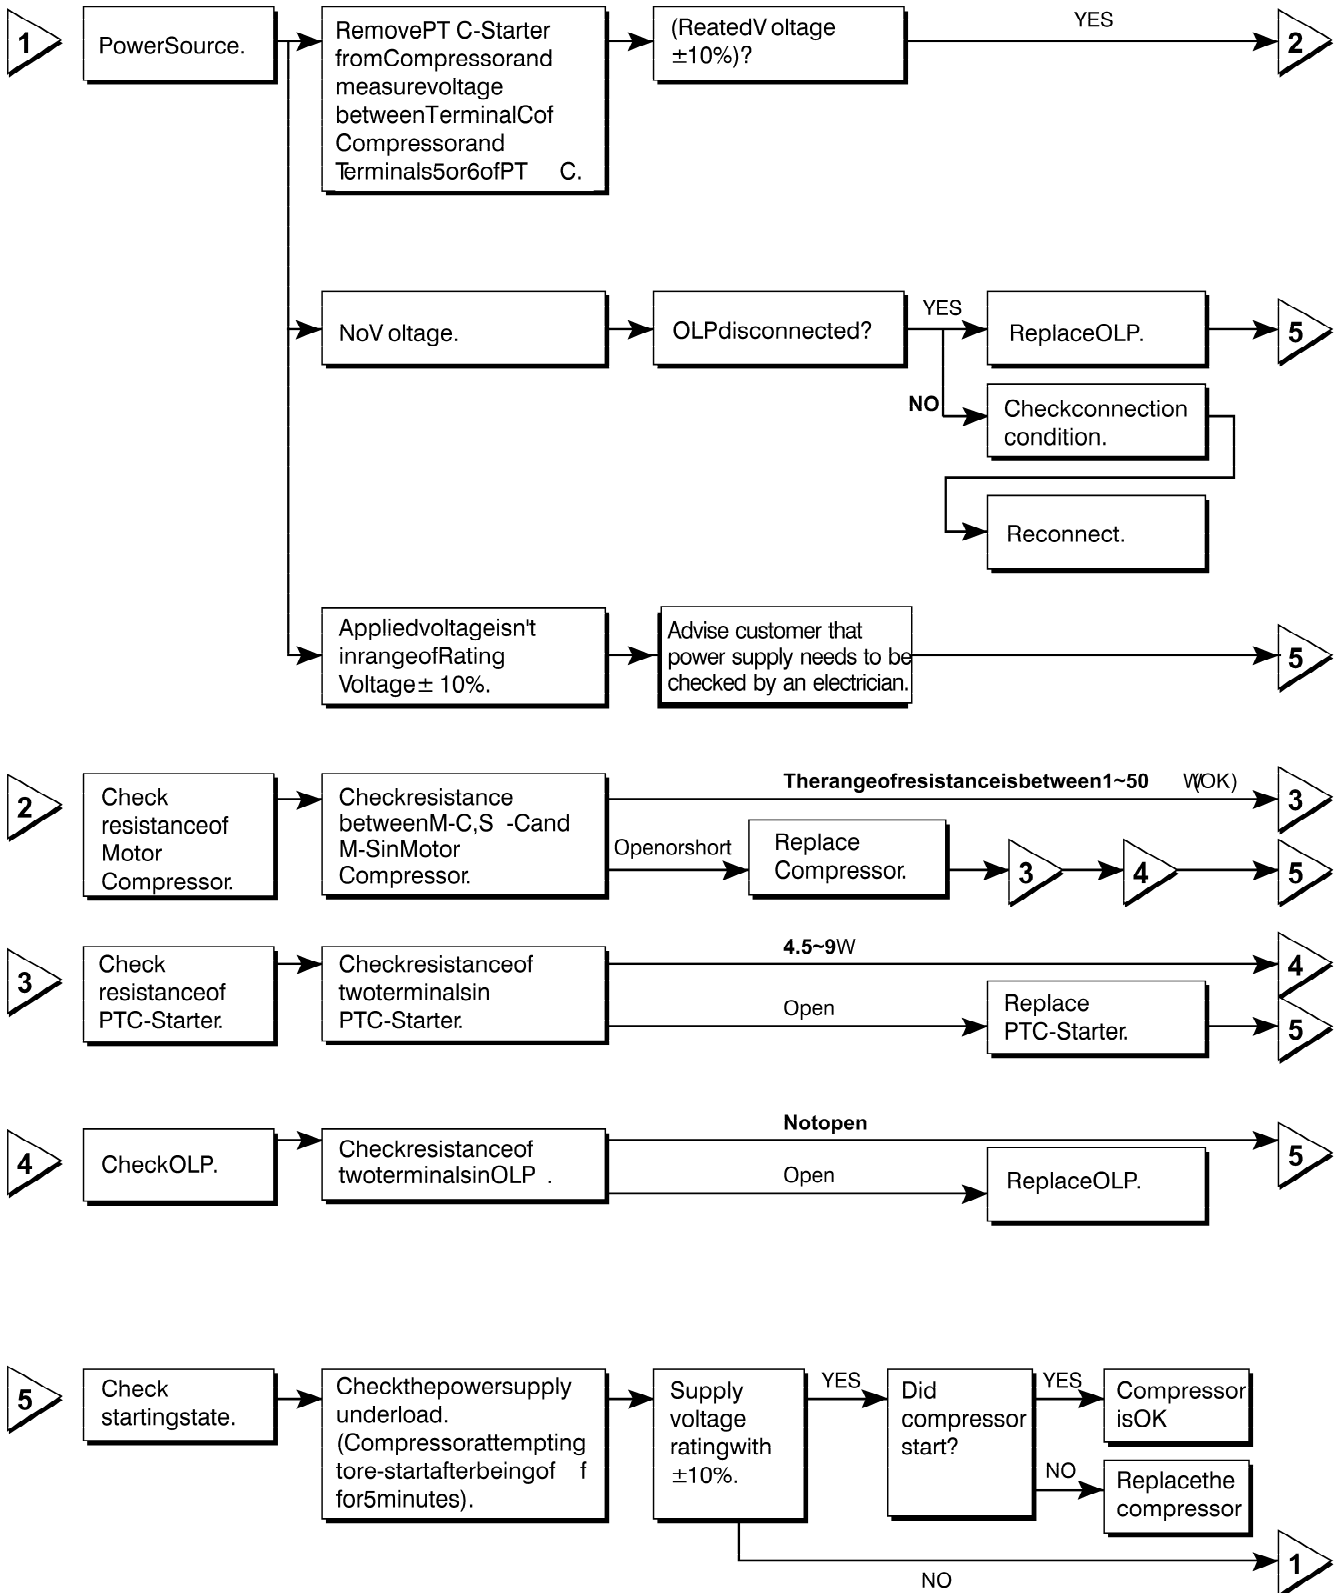 1
PowerSource.
RemovePT C-Starter
fromCompressorand
measurevoltage
betweenTerminalCof
Compressorand
Terminals5or6ofPT C.
(ReatedV oltage
±10%)?
YES
2
NoV oltage.
OLPdisconnected?
YES
ReplaceOLP.
5
NO
Checkconnection
condition.
Reconnect.
Appliedvoltageisn't
inrangeofRating
Voltage± 10%.
Advise customer that
power supply needs to be
checked by an electrician.
5
2
Check
resistanceof
Motor
Compressor.
Checkresistance
betweenM-C,S -Cand
M-SinMotor
Compressor.
Therangeofresistanceisbetween1~50 W(OK)
3
Openorshort
Replace
Compressor.
3
4
5
3
Check
resistanceof
PTC-Starter.
Checkresistanceof
twoterminalsin
PTC-Starter.
4.5~9W
4
Open
Replace
PTC-Starter.
5
4
CheckOLP.
Checkresistanceof
twoterminalsinOLP .
Notopen
5
Open
ReplaceOLP.
5
Check
startingstate.
Checkthepowersupply
underload.
(Compressorattempting
tore-startafterbeingof f
for5minutes).
Supply
voltage
ratingwith
±10%.
YES
Did
compressor
start?
YES
Compressor
isOK
NO
Replacethe
compressor
NO
1